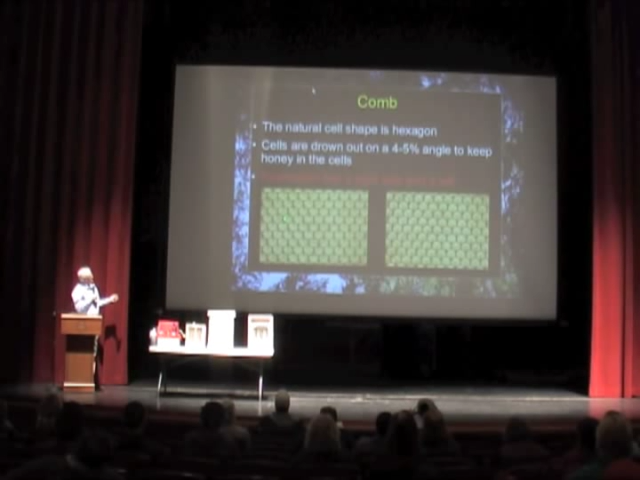 Comb
• The natural cell shape is hexagon
• Cells are drown out on a 4-5% angle to keep
honey in the cells